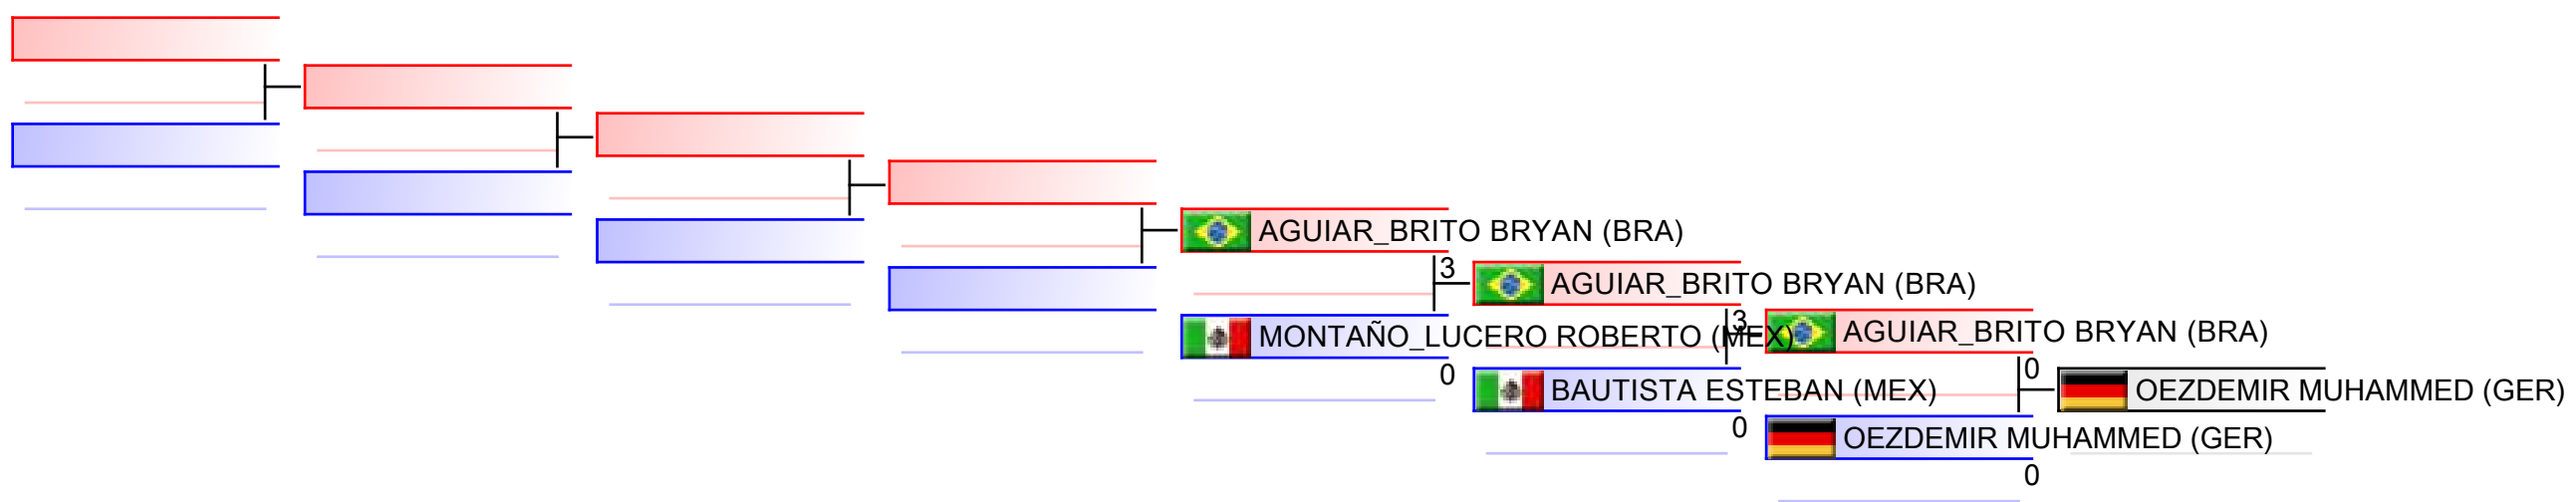 AGUIAR_BRITO BRYAN (BRA)
3
AGUIAR_BRITO BRYAN (BRA)
MONTAÑO_LUCERO ROBERTO (MEX)
0
3
AGUIAR_BRITO BRYAN (BRA)
BAUTISTA ESTEBAN (MEX)
0
0
OEZDEMIR MUHAMMED (GER)
OEZDEMIR MUHAMMED (GER)
0